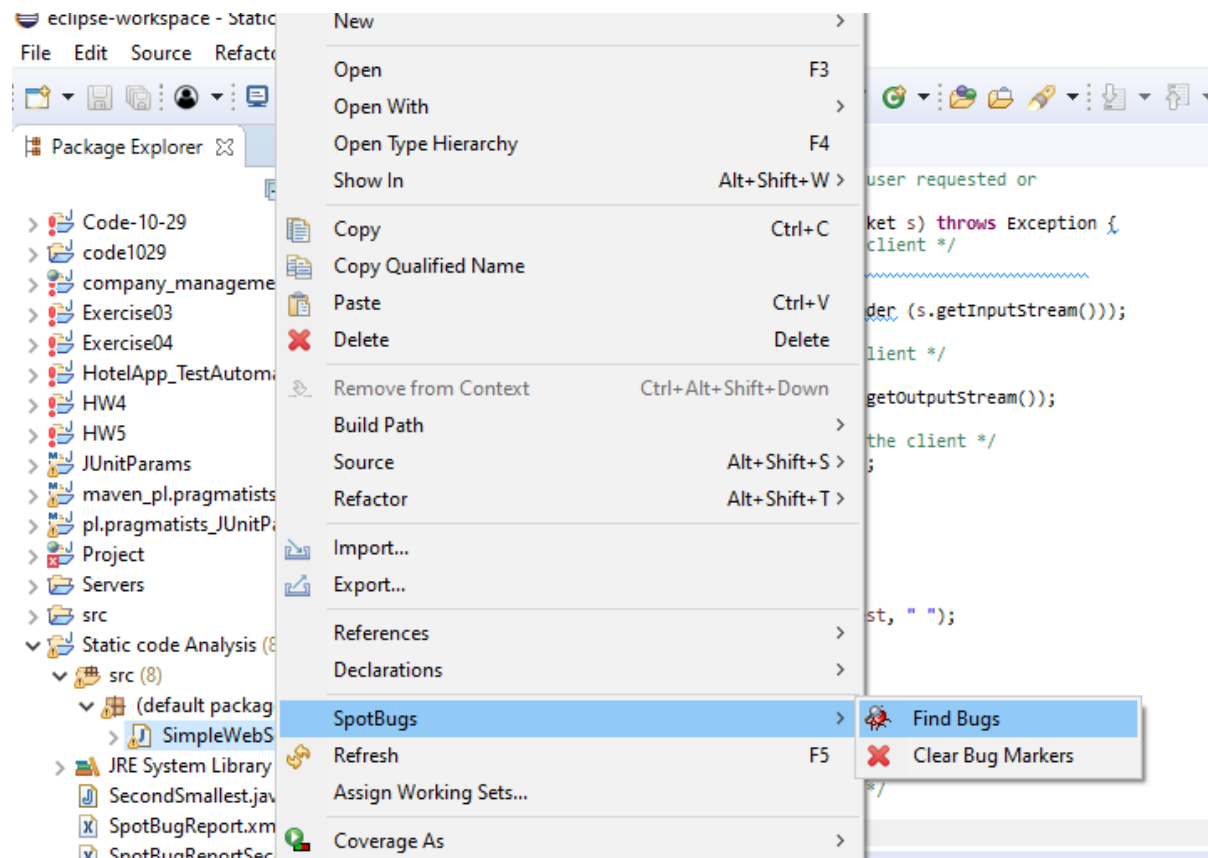 eclipse-workspace - Static
File Edit Source Refacto
Package Explorer
Code-10-29
code1029
company_manageme
Exercise03
Exercise04
HotelApp_TestAutoma
HW4
HW5
JUnitParams
maven_pl.pragmatists
pl.pragmatists_JUnitPa
Project
Servers
src
Static code Analysis (8
src (8)
(default packag
SimpleWebS
JRE System Library
SecondSmallest.jav
SpotBugReport.xm
SpotBugReportSec
New
Open F3
Open With
Open Type Hierarchy F4
Show In Alt+Shift+W
Copy Ctrl+C
Copy Qualified Name
Paste Ctrl+V
Delete Delete
Remove from Context Ctrl+Alt+Shift+Down
Build Path
Source Alt+Shift+S
Refactor Alt+Shift+T
Import...
Export...
References
Declarations
SpotBugs
Refresh F5
Assign Working Sets...
Coverage As
Find Bugs
Clear Bug Markers
user requested or
ket s) throws Exception {
client */
der (s.getInputStream()));
lient */
getOutputStream());
the client */
;
st, " ");
*/